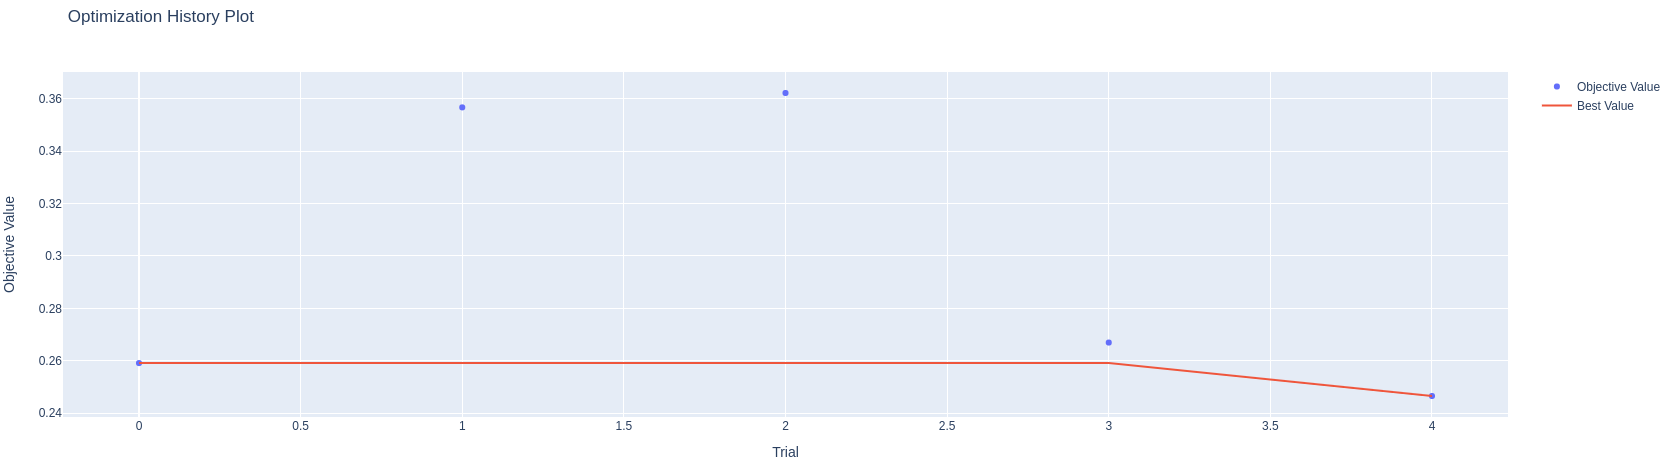 Optimization History Plot
Objective Value
Best Value
0.36
0.34
0.32
0.3
0.28
0.26
0.24
Objective Value
0 0.5 1 1.5 2 2.5 3 3.5 4
Trial